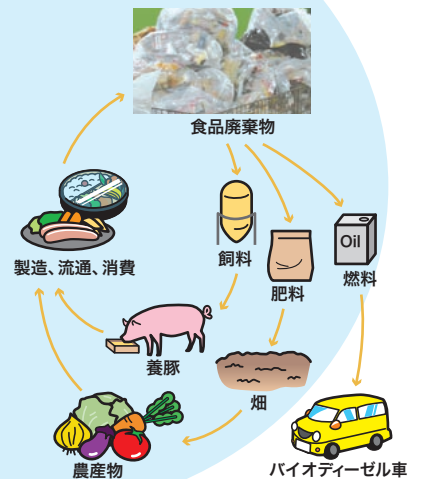 食品廃棄物
飼料
肥料
Oil
燃料
製造、流通、消費
養豚
畑
農産物
バイオディーゼル車